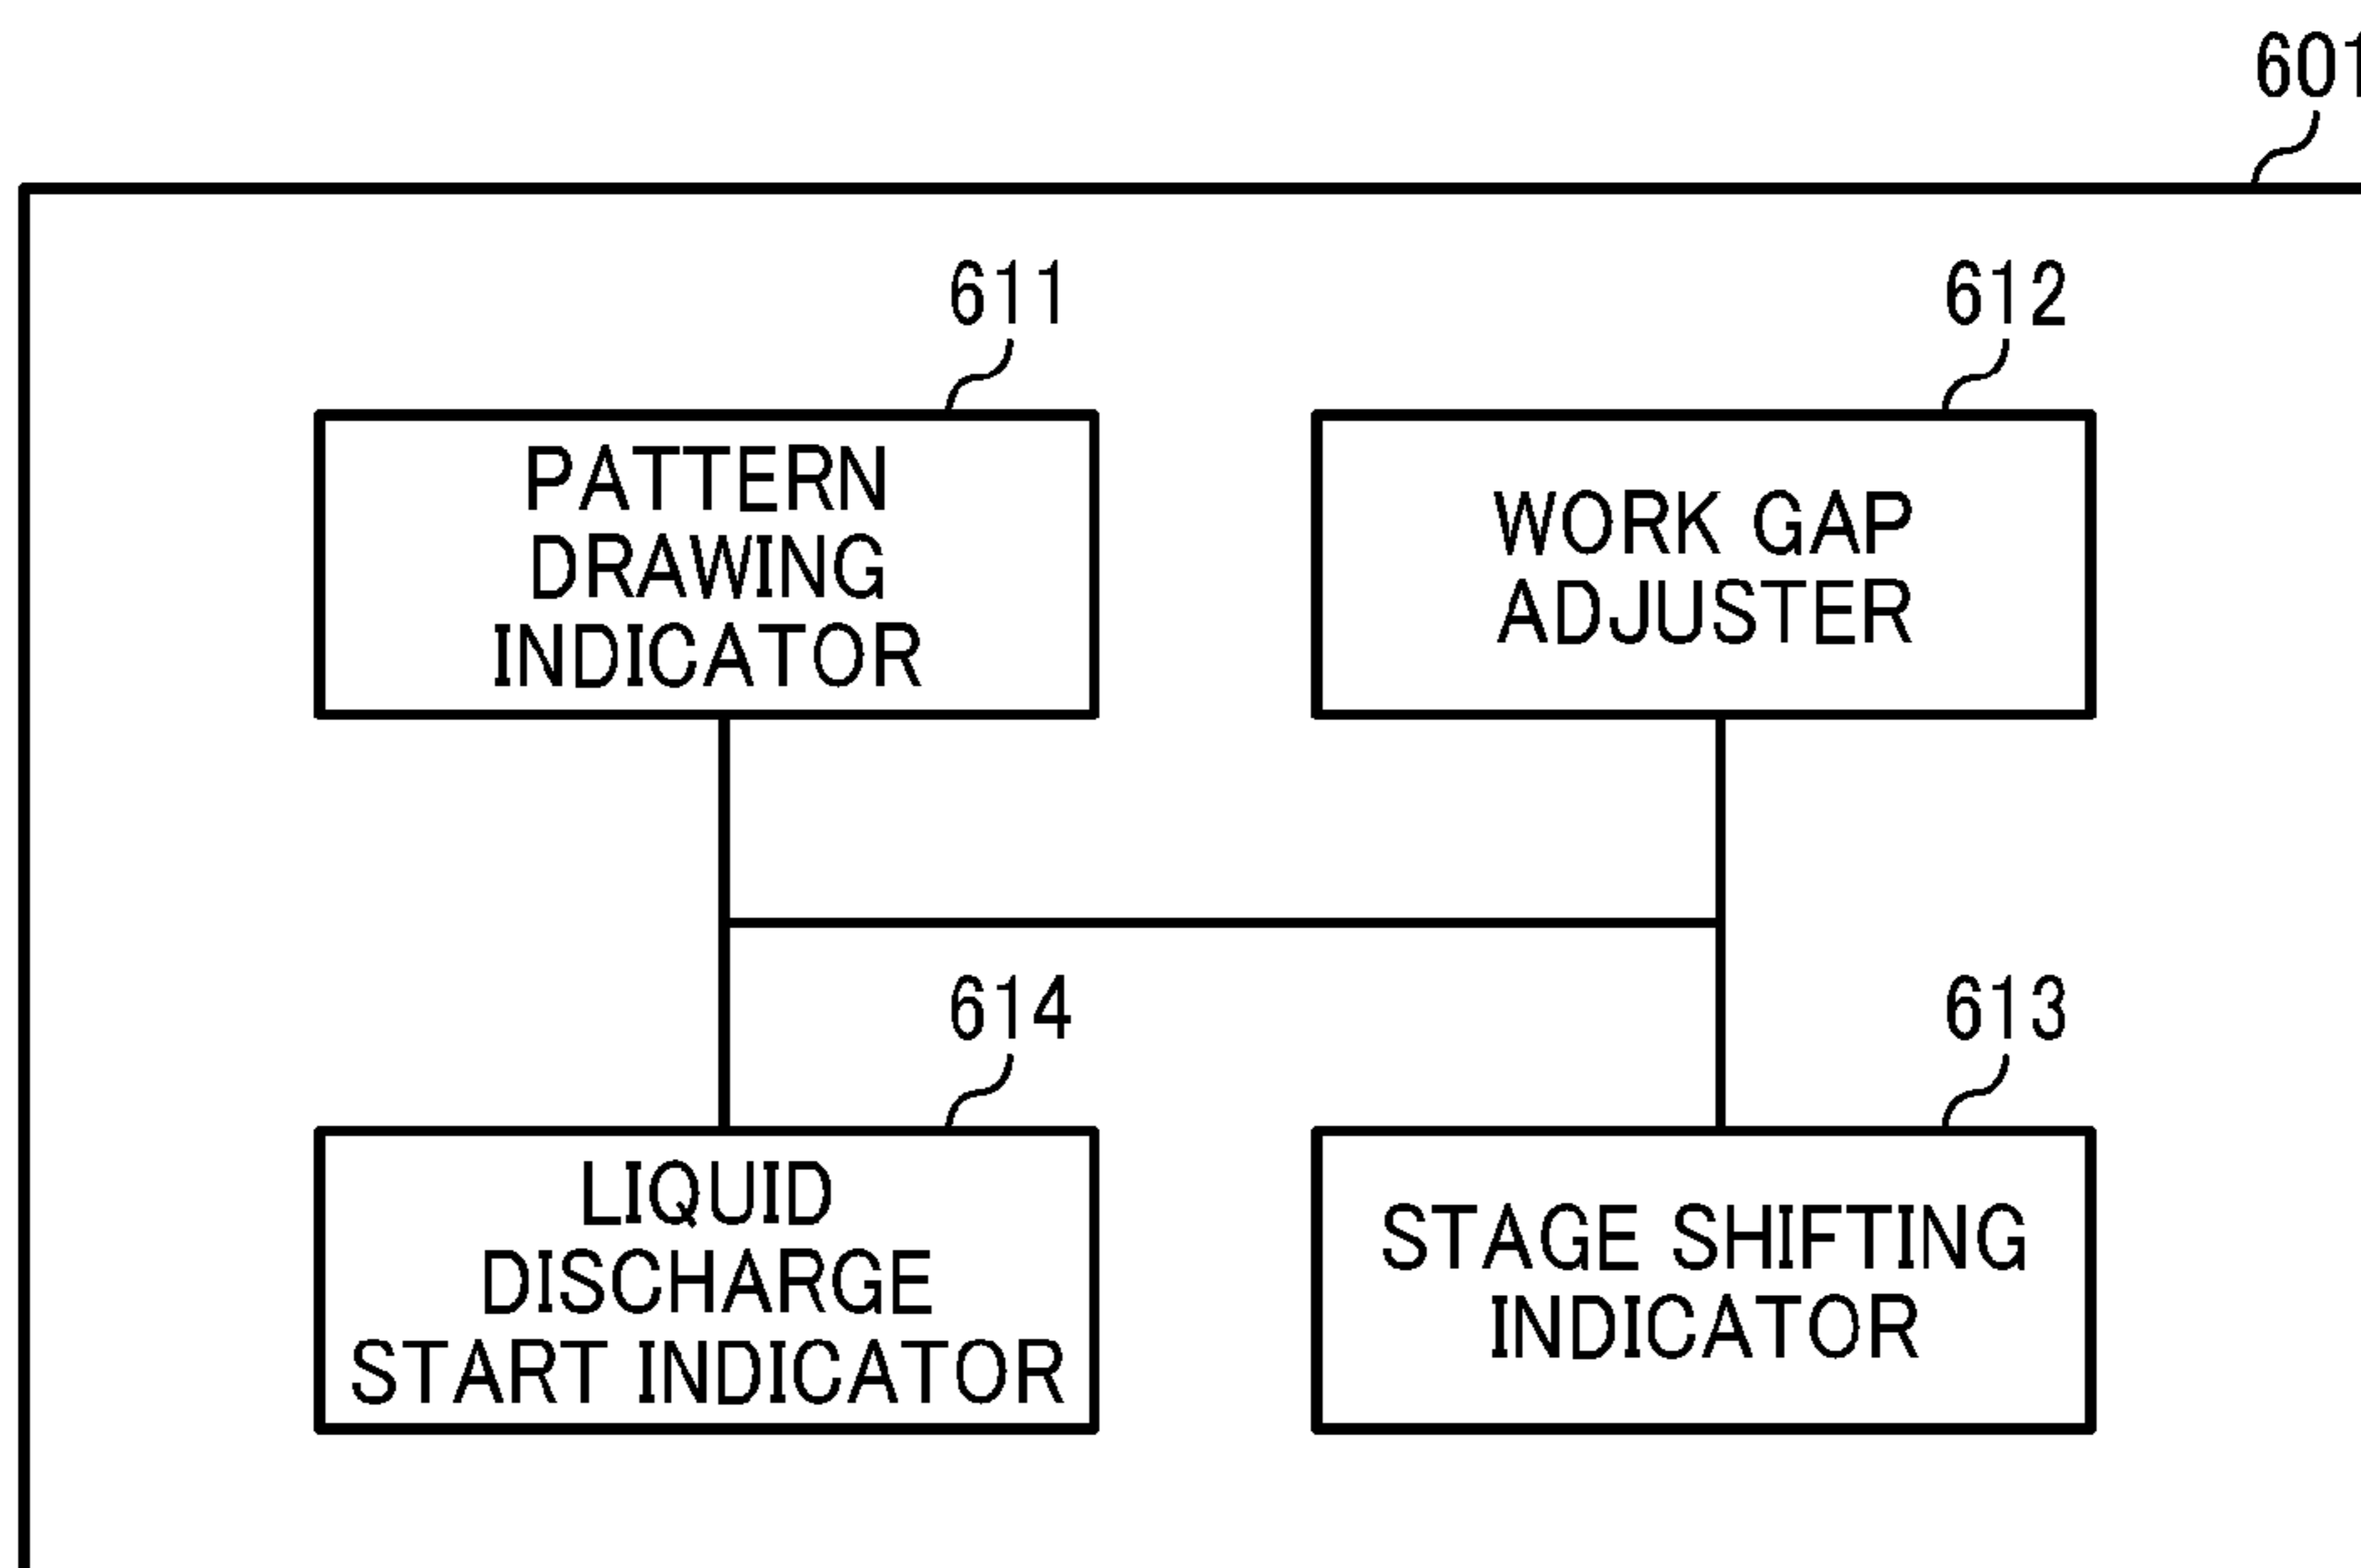 601
611
PATTERN
DRAWING
INDICATOR
612
WORK GAP
ADJUSTER
614
LIQUID
DISCHARGE
START INDICATOR
613
STAGE SHIFTING
INDICATOR